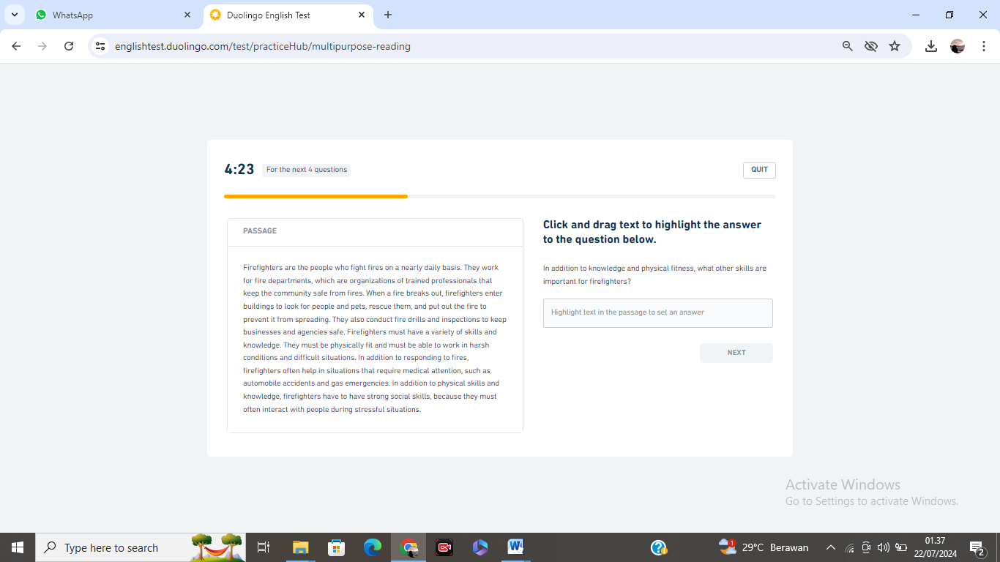 WhatsApp
Duolingo English Test
englishtest.duolingo.com/test/practiceHub/multipurpose-reading
4:23
For the next 4 questions
QUIT
PASSAGE
Firefighters are the people who fight fires on a nearly daily basis. They work
for fire departments, which are organizations of trained professionals that
keep the community safe from fires. When a fire breaks out, firefighters enter
buildings to look for people and pets, rescue them, and put out the fire to
prevent it from spreading. They also conduct fire drills and inspections to keep
businesses and agencies safe. Firefighters must have a variety of skills and
knowledge. They must be physically fit and must be able to work in harsh
conditions and difficult situations. In addition to responding to fires,
firefighters often help in situations that require medical attention, such as
automobile accidents and gas emergencies. In addition to physical skills and
knowledge, firefighters have to have strong social skills, because they must
often interact with people during stressful situations.
Click and drag text to highlight the answer
to the question below.
In addition to knowledge and physical fitness, what other skills are
important for firefighters?
Highlight text in the passage to set an answer
NEXT
Activate Windows
Go to Settings to activate Windows.
Type here to search
1
29°C Berawan
01.37
22/07/2024
2